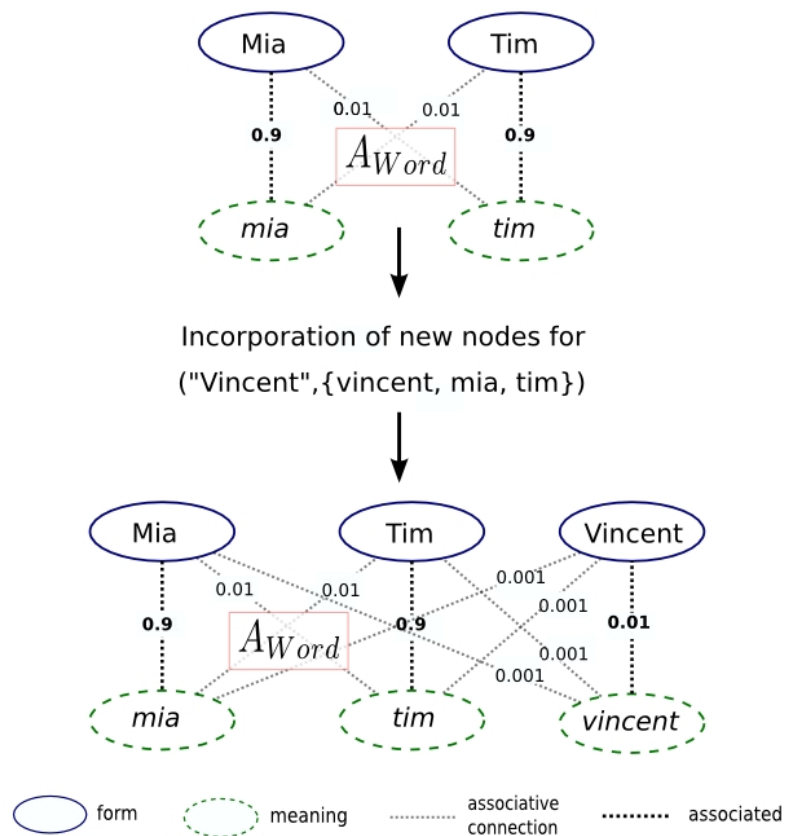 Mia Tim
0.01 0.01
0.9 0.9
A_Word
mia tim
Incorporation of new nodes for
("Vincent",{vincent, mia, tim})
Mia Tim Vincent
0.001
0.01 0.01
0.001
0.9 0.9 0.01
A_Word
0.001
0.001
mia tim vincent
form meaning associative connection associated